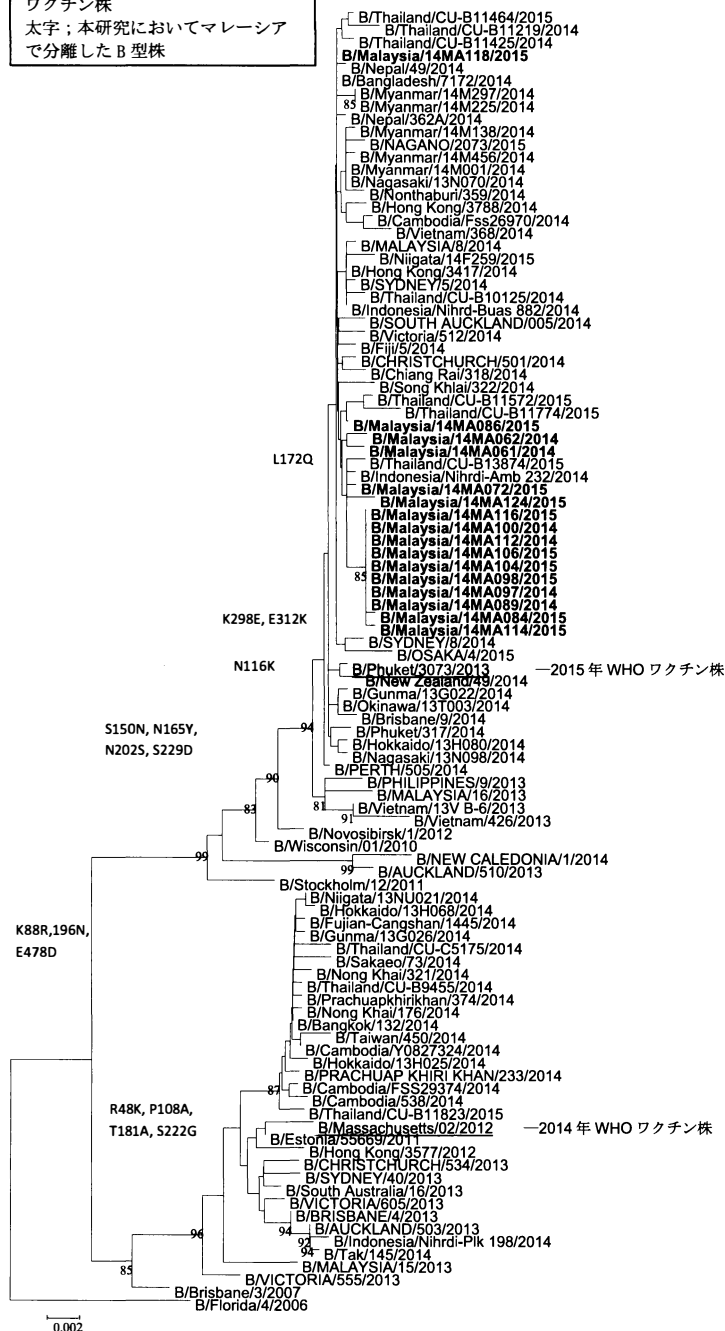 ワクチン株
太字；本研究においてマレーシア
で分離した B 型株
B/Thailand/CU-B11464/2015
B/Thailand/CU-B11219/2014
B/Thailand/CU-B11425/2014
B/Malaysia/14MA118/2015
B/Nepal/49/2014
B/Bangladesh/7172/2014
B/Myanmar/14M297/2014
85
B/Myanmar/14M225/2014
B/Nepal/362A/2014
B/Myanmar/14M138/2014
B/NAGANO/2073/2015
B/Myanmar/14M456/2014
B/Myanmar/14M001/2014
B/Nagasaki/13N070/2014
B/Nonthaburi/359/2014
B/Hong Kong/3788/2014
B/Cambodia/Fss26970/2014
B/Vietnam/368/2014
B/MALAYSIA/8/2014
B/Niigata/14F259/2015
B/Hong Kong/3417/2014
B/SYDNEY/5/2014
B/Thailand/CU-B10125/2014
B/Indonesia/Nihrd-Buas 882/2014
B/SOUTH AUCKLAND/005/2014
B/Victoria/512/2014
B/Fiji/5/2014
B/CHRISTCHURCH/501/2014
B/Chiang Rai/318/2014
B/Song Khlai/322/2014
B/Thailand/CU-B11572/2015
B/Thailand/CU-B11774/2015
B/Malaysia/14MA086/2015
B/Malaysia/14MA062/2014
L172Q
B/Malaysia/14MA061/2014
B/Thailand/CU-B13874/2015
B/Indonesia/Nihrdi-Amb 232/2014
B/Malaysia/14MA072/2015
B/Malaysia/14MA124/2015
B/Malaysia/14MA116/2015
B/Malaysia/14MA100/2014
B/Malaysia/14MA112/2014
B/Malaysia/14MA106/2015
B/Malaysia/14MA104/2015
85
B/Malaysia/14MA098/2015
B/Malaysia/14MA097/2014
B/Malaysia/14MA089/2014
K298E, E312K
B/Malaysia/14MA084/2015
B/Malaysia/14MA114/2015
B/SYDNEY/8/2014
B/OSAKA/4/2015
N116K
B/Phuket/3073/2013
—2015 年 WHO ワクチン株
B/New Zealand/49/2014
B/Gunma/13G022/2014
B/Okinawa/13T003/2014
B/Brisbane/9/2014
S150N, N165Y,
N202S, S229D
94
B/Phuket/317/2014
B/Hokkaido/13H080/2014
B/Nagasaki/13N098/2014
B/PERTH/505/2014
90
B/PHILIPPINES/9/2013
B/MALAYSIA/16/2013
83
81
B/Vietnam/13V B-6/2013
91
B/Vietnam/426/2013
B/Novosibirsk/1/2012
B/Wisconsin/01/2010
99
B/NEW CALEDONIA/1/2014
99
B/AUCKLAND/510/2013
B/Stockholm/12/2011
B/Niigata/13NU021/2014
B/Hokkaido/13H068/2014
B/Fujian-Cangshan/1445/2014
K88R,196N,
E478D
B/Gunma/13G026/2014
B/Thailand/CU-C5175/2014
B/Sakaeo/73/2014
B/Nong Khai/321/2014
B/Thailand/CU-B9455/2014
B/Prachuapkhirikhan/374/2014
B/Nong Khai/176/2014
B/Bangkok/132/2014
B/Taiwan/450/2014
B/Cambodia/Y0827324/2014
B/Hokkaido/13H025/2014
B/PRACHUAP KHIRI KHAN/233/2014
87
B/Cambodia/FSS29374/2014
B/Cambodia/538/2014
R48K, P108A,
T181A, S222G
B/Thailand/CU-B11823/2015
B/Massachusetts/02/2012
—2014 年 WHO ワクチン株
B/Estonia/55669/2011
B/Hong Kong/3577/2012
B/CHRISTCHURCH/534/2013
B/SYDNEY/40/2013
B/South Australia/16/2013
B/VICTORIA/605/2013
B/BRISBANE/4/2013
96
94
B/AUCKLAND/503/2013
92
B/Indonesia/Nihrdi-Plk 198/2014
94
B/Tak/145/2014
B/MALAYSIA/15/2013
85
B/VICTORIA/555/2013
B/Brisbane/3/2007
B/Florida/4/2006
0.002